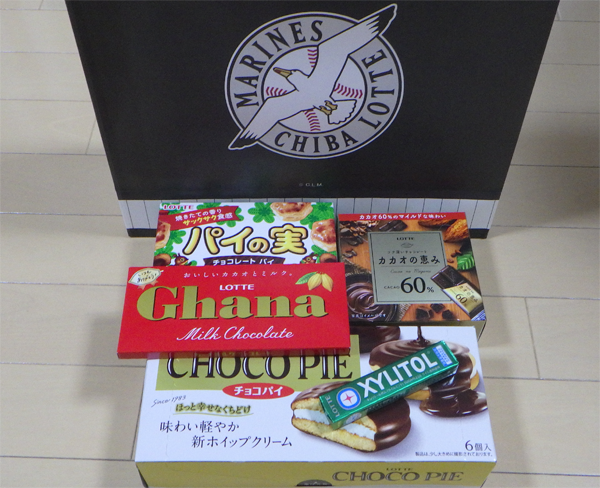 MARINES
CHIBA LOTTE
© C.L.M
LOTTE
焼きたての香り
サックサク食感
パイの実
チョコレート パイ
カカオ60%のマイルドな味わい
LOTTE
カカオの恵み
CACAO 60%
おいしいカカオとミルク。
LOTTE
Ghana
Milk Chocolate
CHOCO PIE
チョコパイ
Since 1983
ほっと幸せなくちどけ
味わい軽やか
新ホイップクリーム
XYLITOL
LOTTE
6個入
LOTTE
CHOCO PIE